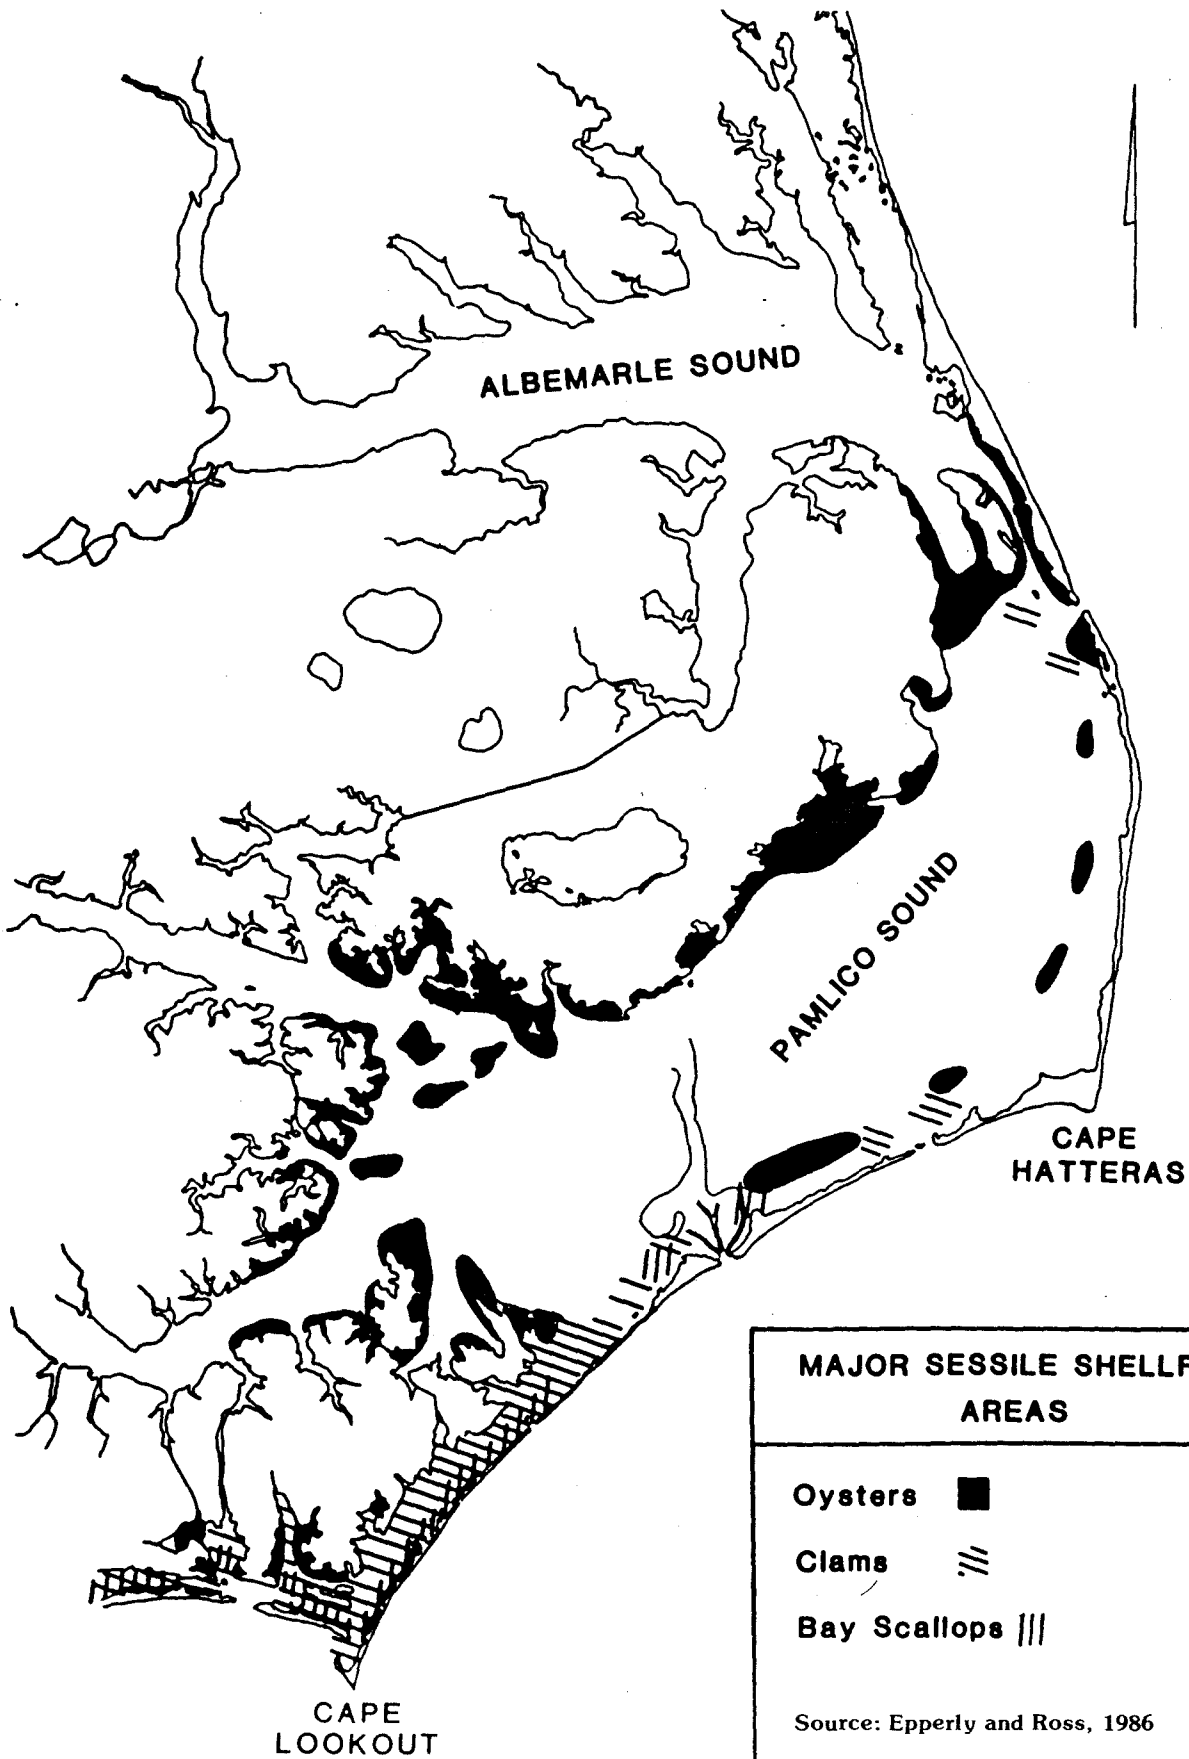 ALBEMARLE SOUND
PAMLICO SOUND
CAPE
HATTERAS
MAJOR SESSILE SHELLF
AREAS
Oysters
Clams
Bay Scallops
Source: Epperly and Ross, 1986
CAPE
LOOKOUT